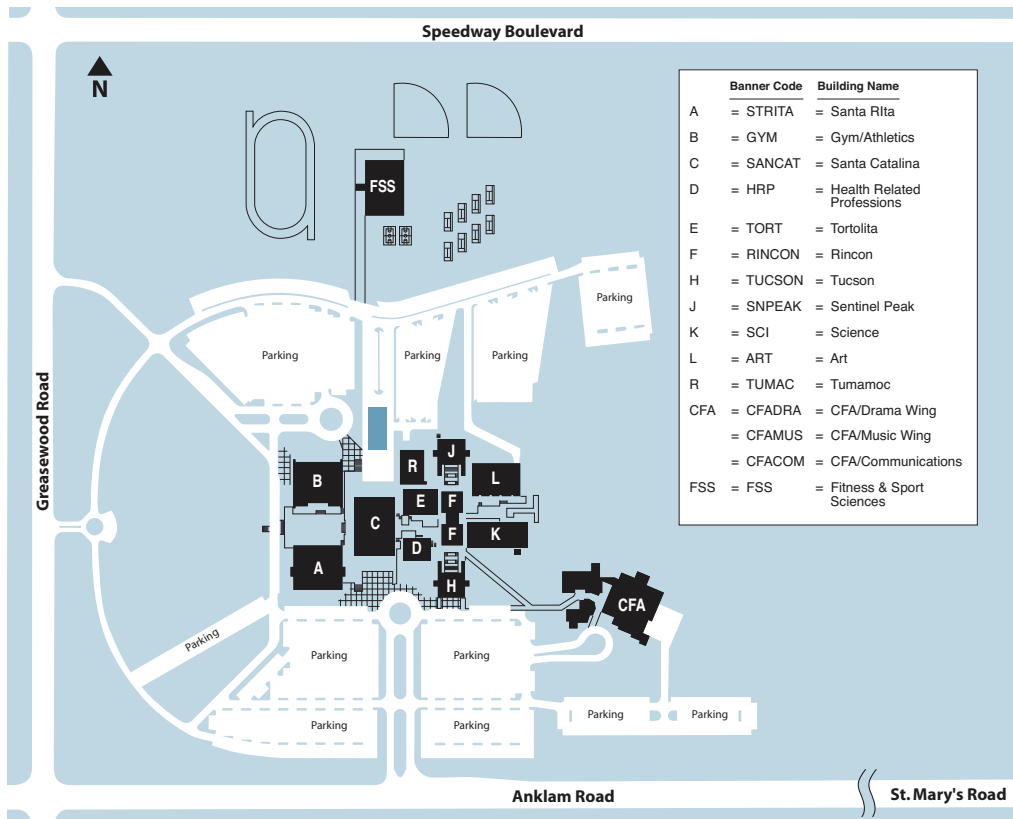 Speedway Boulevard
N
Banner Code Building Name
A = STRITA = Santa RIta
B = GYM = Gym/Athletics
C = SANCAT = Santa Catalina
D = HRP = Health Related
Professions
E = TORT = Tortolita
F = RINCON = Rincon
H = TUCSON = Tucson
J = SNPEAK = Sentinel Peak
K = SCI = Science
L = ART = Art
R = TUMAC = Tumamoc
CFA = CFADRA = CFA/Drama Wing
= CFAMUS = CFA/Music Wing
= CFACOM = CFA/Communications
FSS = FSS = Fitness & Sport
Sciences
FSS
Parking
Parking
Parking
Parking
Greasewood Road
J
R
L
B
E
F
C
K
F
D
A
H
CFA
Parking
Parking
Parking
Parking
Parking
Parking
Parking
Anklam Road
St. Mary's Road